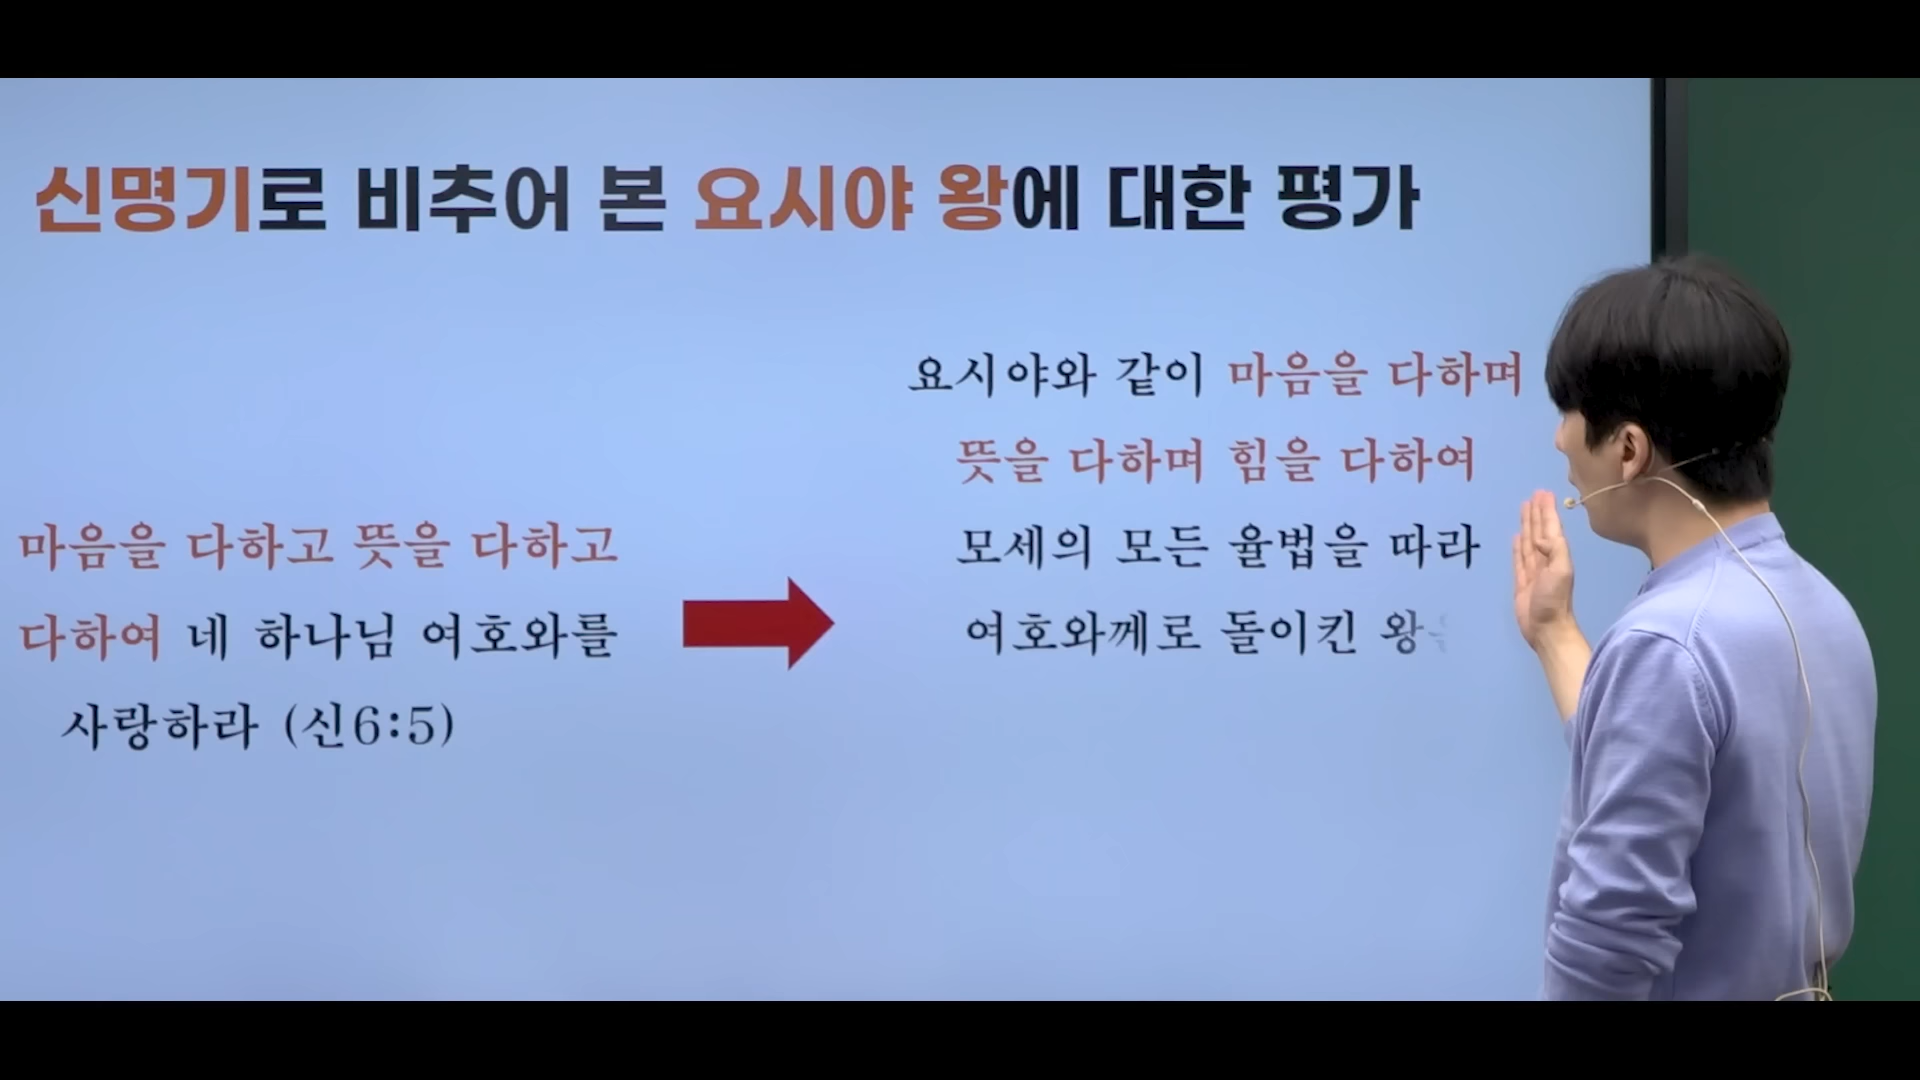 신명기로 비추어 본 요시야 왕에 대한 평가
마음을 다하고 뜻을 다하고
다하여 네 하나님 여호와를
사랑하라 (신6:5)
요시야와 같이 마음을 다하며
뜻을 다하며 힘을 다하여
모세의 모든 율법을 따라
여호와께로 돌이킨 왕